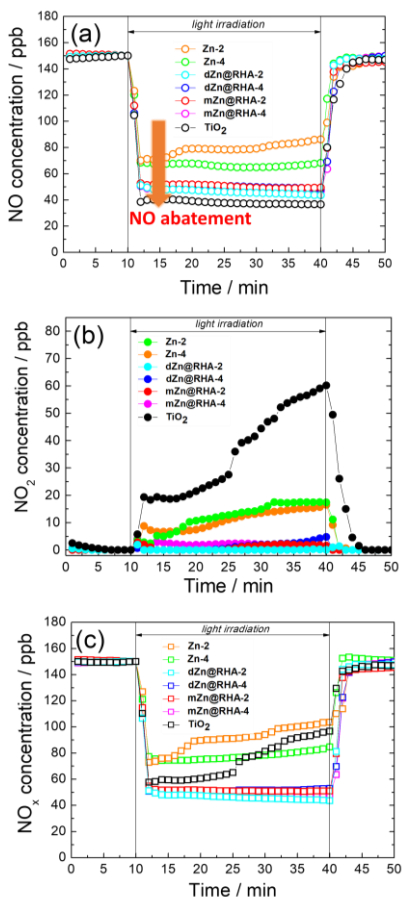 (a)
light irradiation
Zn-2
Zn-4
dZn@RHA-2
dZn@RHA-4
mZn@RHA-2
mZn@RHA-4
TiO2
NO abatement
NO concentration / ppb
180
160
140
120
100
80
60
40
20
0
0 5 10 15 20 25 30 35 40 45 50
Time / min
(b)
light irradiation
Zn-2
Zn-4
dZn@RHA-2
dZn@RHA-4
mZn@RHA-2
mZn@RHA-4
TiO2
NO2 concentration / ppb
80
70
60
50
40
30
20
10
0
0 5 10 15 20 25 30 35 40 45 50
Time / min
(c)
light irradiation
Zn-2
Zn-4
dZn@RHA-2
dZn@RHA-4
mZn@RHA-2
mZn@RHA-4
TiO2
NOx concentration / ppb
180
160
140
120
100
80
60
40
20
0
0 5 10 15 20 25 30 35 40 45 50
Time / min